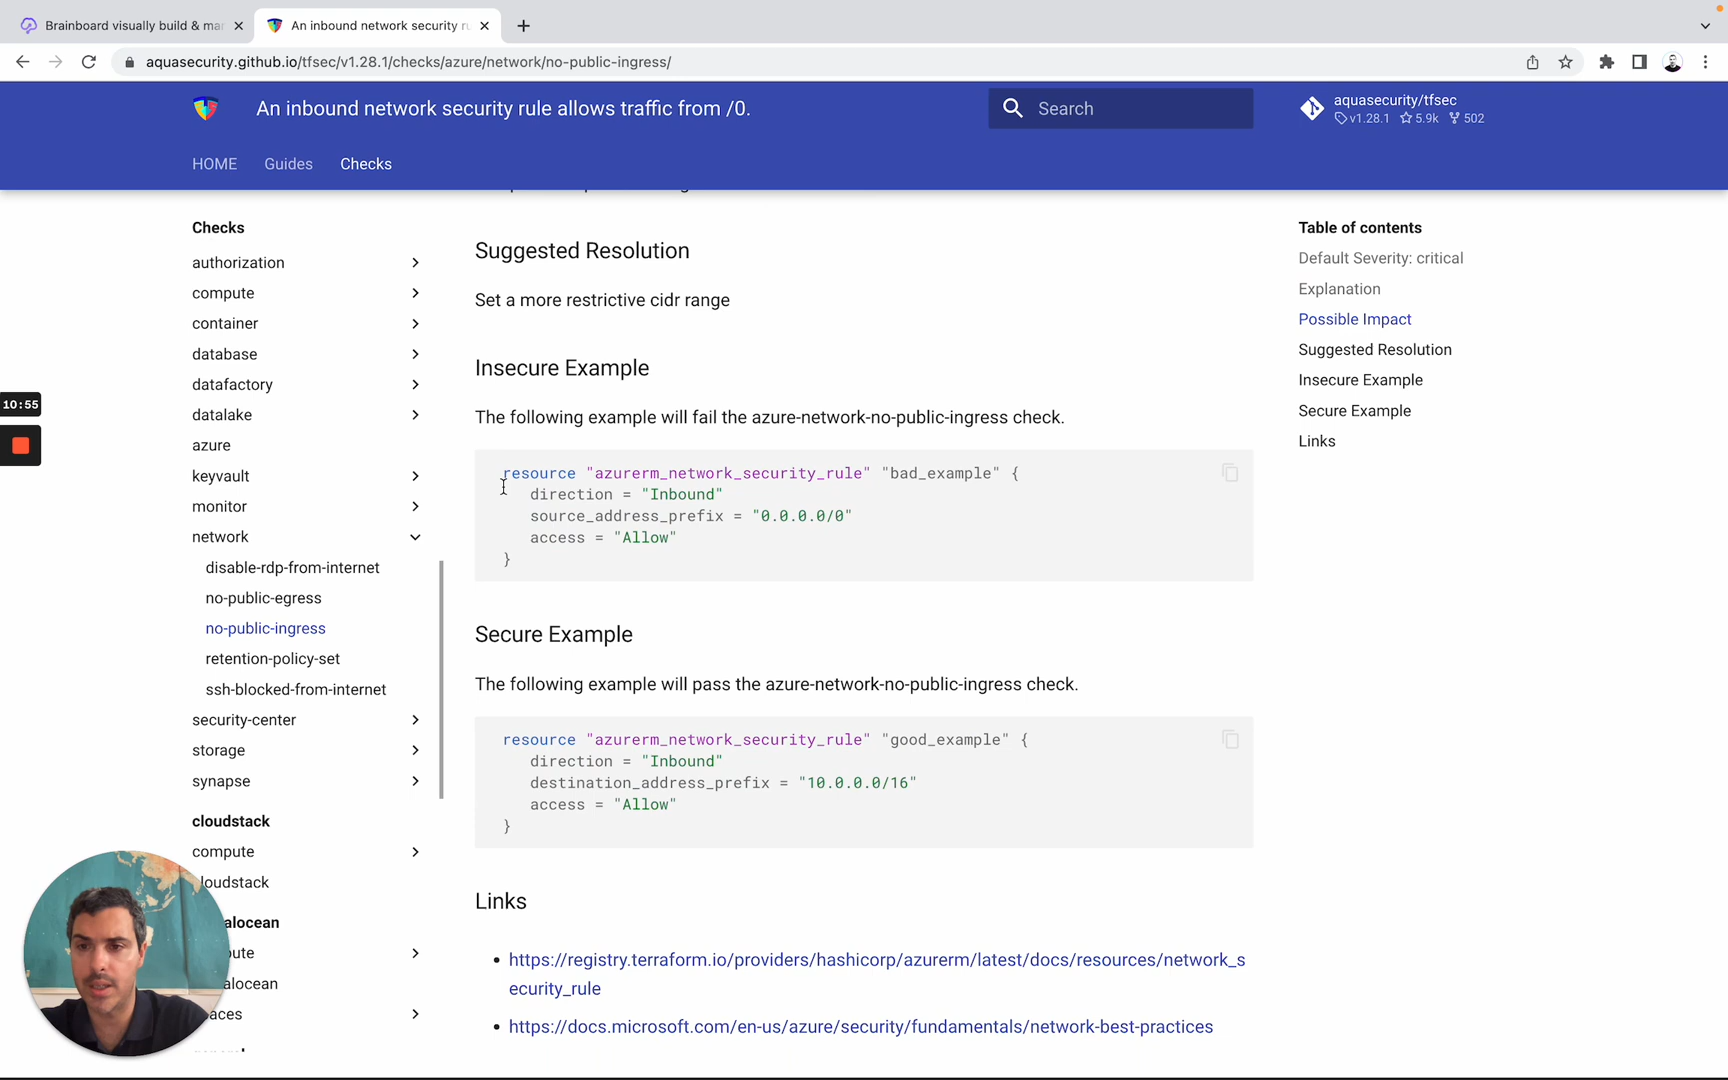 Brainboard visually build & ma
An inbound network security ru
aquasecurity.github.io/tfsec/v1.28.1/checks/azure/network/no-public-ingress/
An inbound network security rule allows traffic from /0.
Search
aquasecurity/tfsec
v1.28.1 5.9k 502
HOME Guides Checks
Checks
authorization
compute
container
database
datafactory
datalake
azure
keyvault
monitor
network
disable-rdp-from-internet
no-public-egress
no-public-ingress
retention-policy-set
ssh-blocked-from-internet
security-center
storage
synapse
cloudstack
compute
loudstack
alocean
ute
alocean
aces
10:55
Suggested Resolution
Set a more restrictive cidr range
Insecure Example
The following example will fail the azure-network-no-public-ingress check.
resource "azurerm_network_security_rule" "bad_example" {
direction = "Inbound"
source_address_prefix = "0.0.0.0/0"
access = "Allow"
}
Secure Example
The following example will pass the azure-network-no-public-ingress check.
resource "azurerm_network_security_rule" "good_example" {
direction = "Inbound"
destination_address_prefix = "10.0.0.0/16"
access = "Allow"
}
Links
• https://registry.terraform.io/providers/hashicorp/azurerm/latest/docs/resources/network_s
ecurity_rule
• https://docs.microsoft.com/en-us/azure/security/fundamentals/network-best-practices
Table of contents
Default Severity: critical
Explanation
Possible Impact
Suggested Resolution
Insecure Example
Secure Example
Links